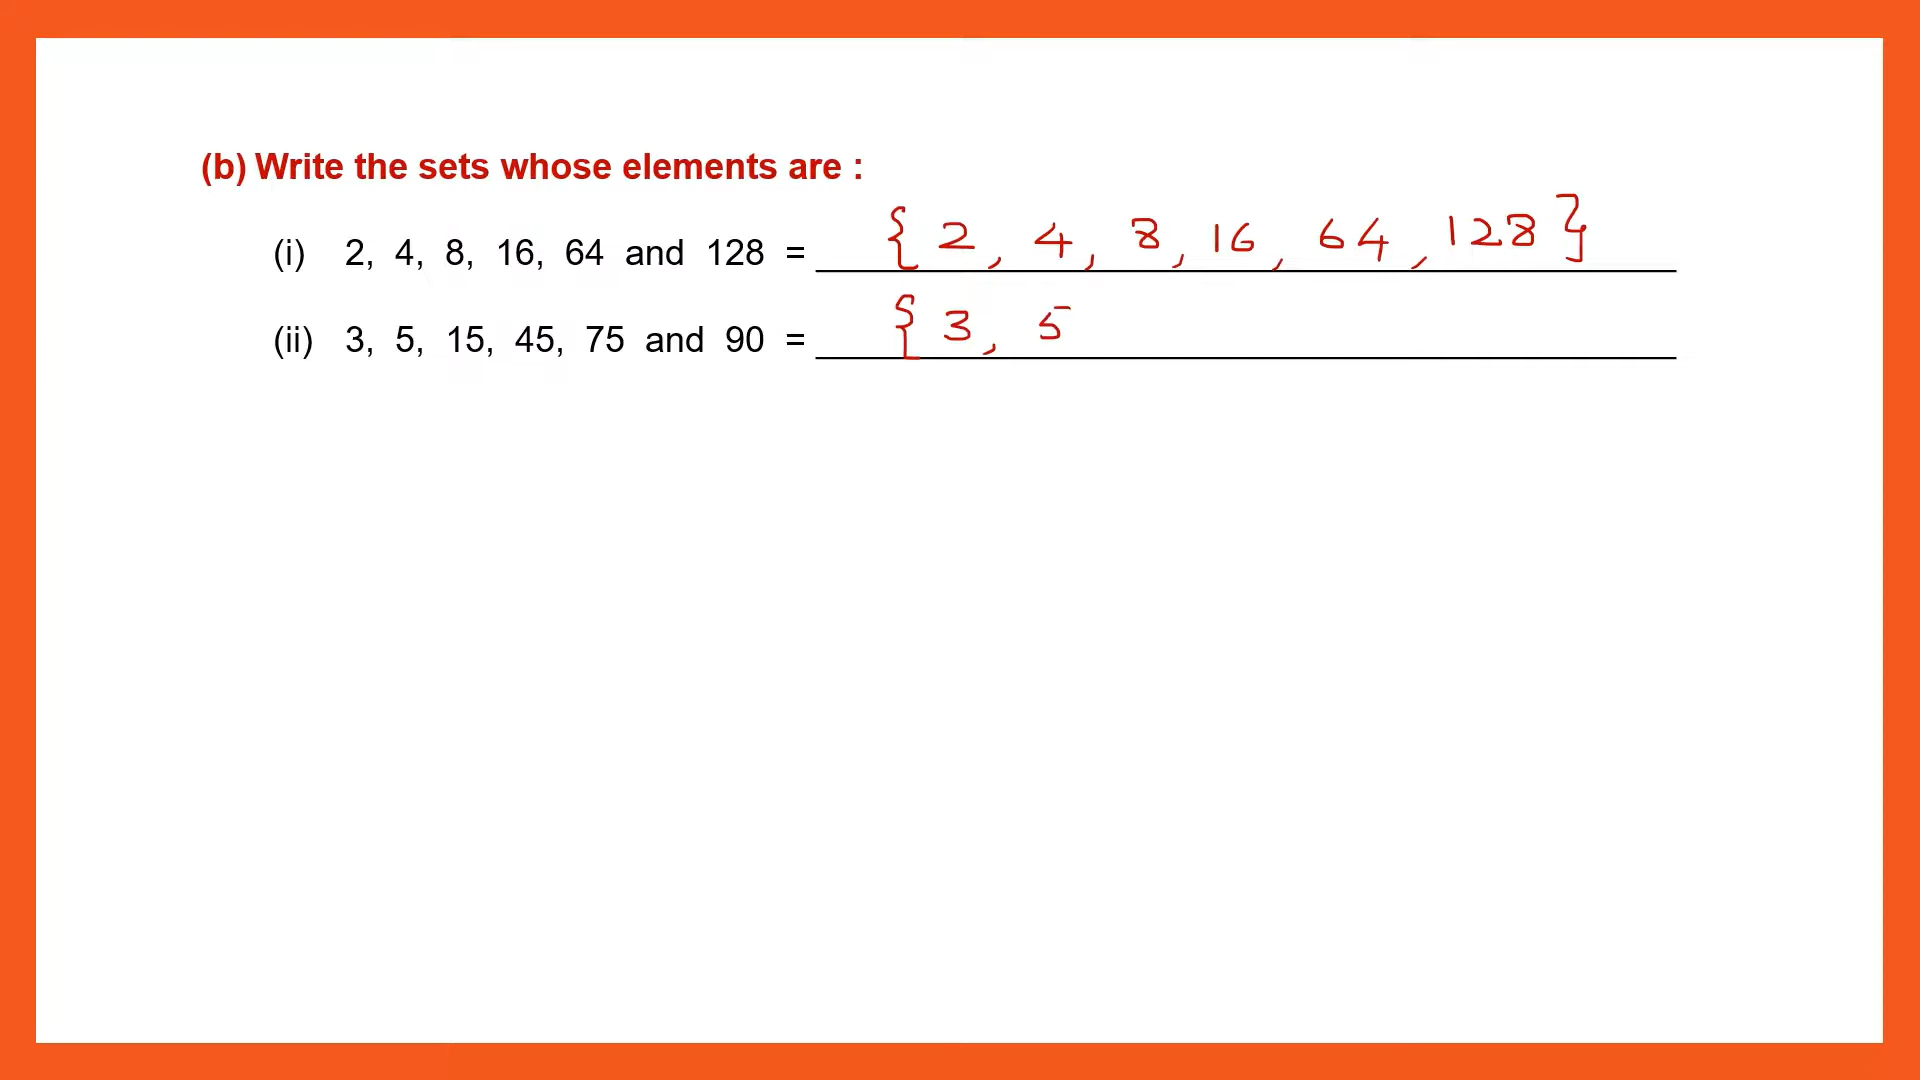 (b) Write the sets whose elements are :
(i) 2, 4, 8, 16, 64 and 128 = { 2, 4, 8, 16, 64, 128 }
(ii) 3, 5, 15, 45, 75 and 90 = { 3, 5